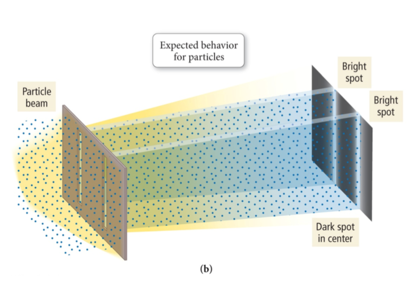 Expected behavior
for particles
Bright
spot
Particle
beam
Bright
spot
Dark spot
in center
(b)